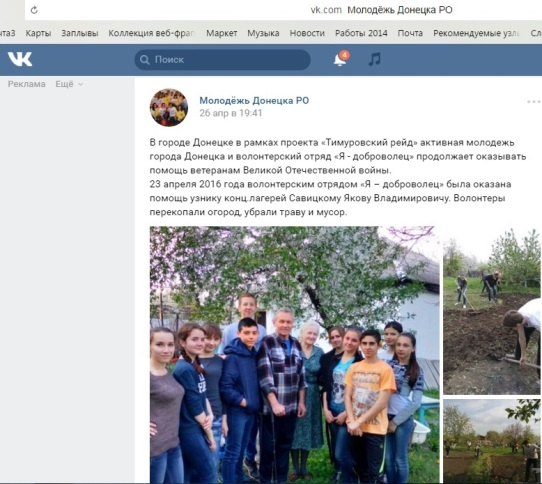 vk.com Молодёжь Донецка РО
чта3 Карты Заплывы Коллекция веб-фраг Маркет Музыка Новости Работы 2014 Почта Рекомендуемые узлы Сл
Поиск
4
Реклама Ещё
Молодёжь Донецка РО
26 апр в 19:41
В городе Донецке в рамках проекта «Тимуровский рейд» активная молодежь
города Донецка и волонтерский отряд «Я - доброволец» продолжает оказывать
помощь ветеранам Великой Отечественной войны.
23 апреля 2016 года волонтерским отрядом «Я – доброволец» была оказана
помощь узнику конц.лагерей Савицкому Якову Владимировичу. Волонтеры
перекопали огород, убрали траву и мусор.